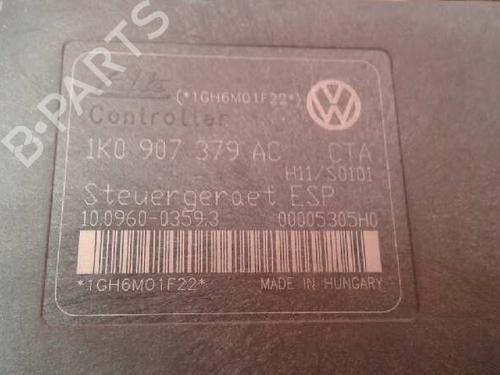 Ate (*1GH6M01F22*)
Controller
1K0 907 379 AC CTA
H11/S0101
Steuergeraet ESP
10.0960-0359.3 00005305H0
*1GH6M01F22* MADE IN HUNGARY
B-PARTS